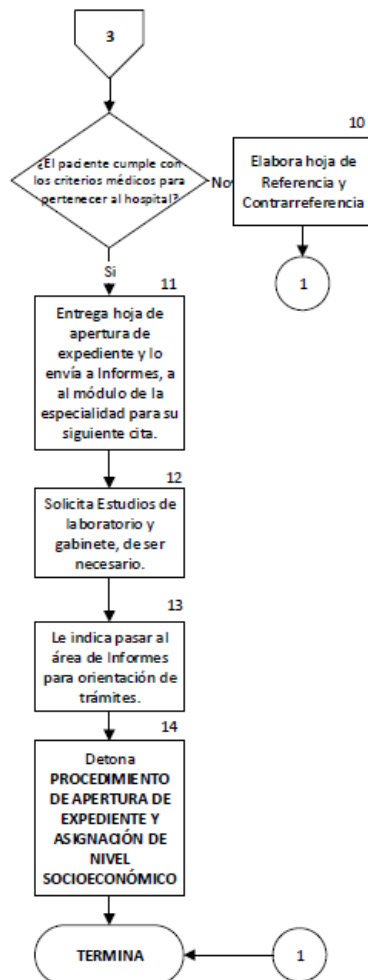 3
¿El paciente cumple con
los criterios médicos para
pertenecer al hospital?
No
10
Elabora hoja de
Referencia y
Contrarreferencia
1
Si
11
Entrega hoja de
apertura de
expediente y lo
envía a Informes, a
al módulo de la
especialidad para su
siguiente cita.
12
Solicita Estudios de
laboratorio y
gabinete, de ser
necesario.
13
Le indica pasar al
área de Informes
para orientación de
trámites.
14
Detona
PROCEDIMIENTO
DE APERTURA DE
EXPEDIENTE Y
ASIGNACIÓN DE
NIVEL
SOCIOECONÓMICO
TERMINA
1